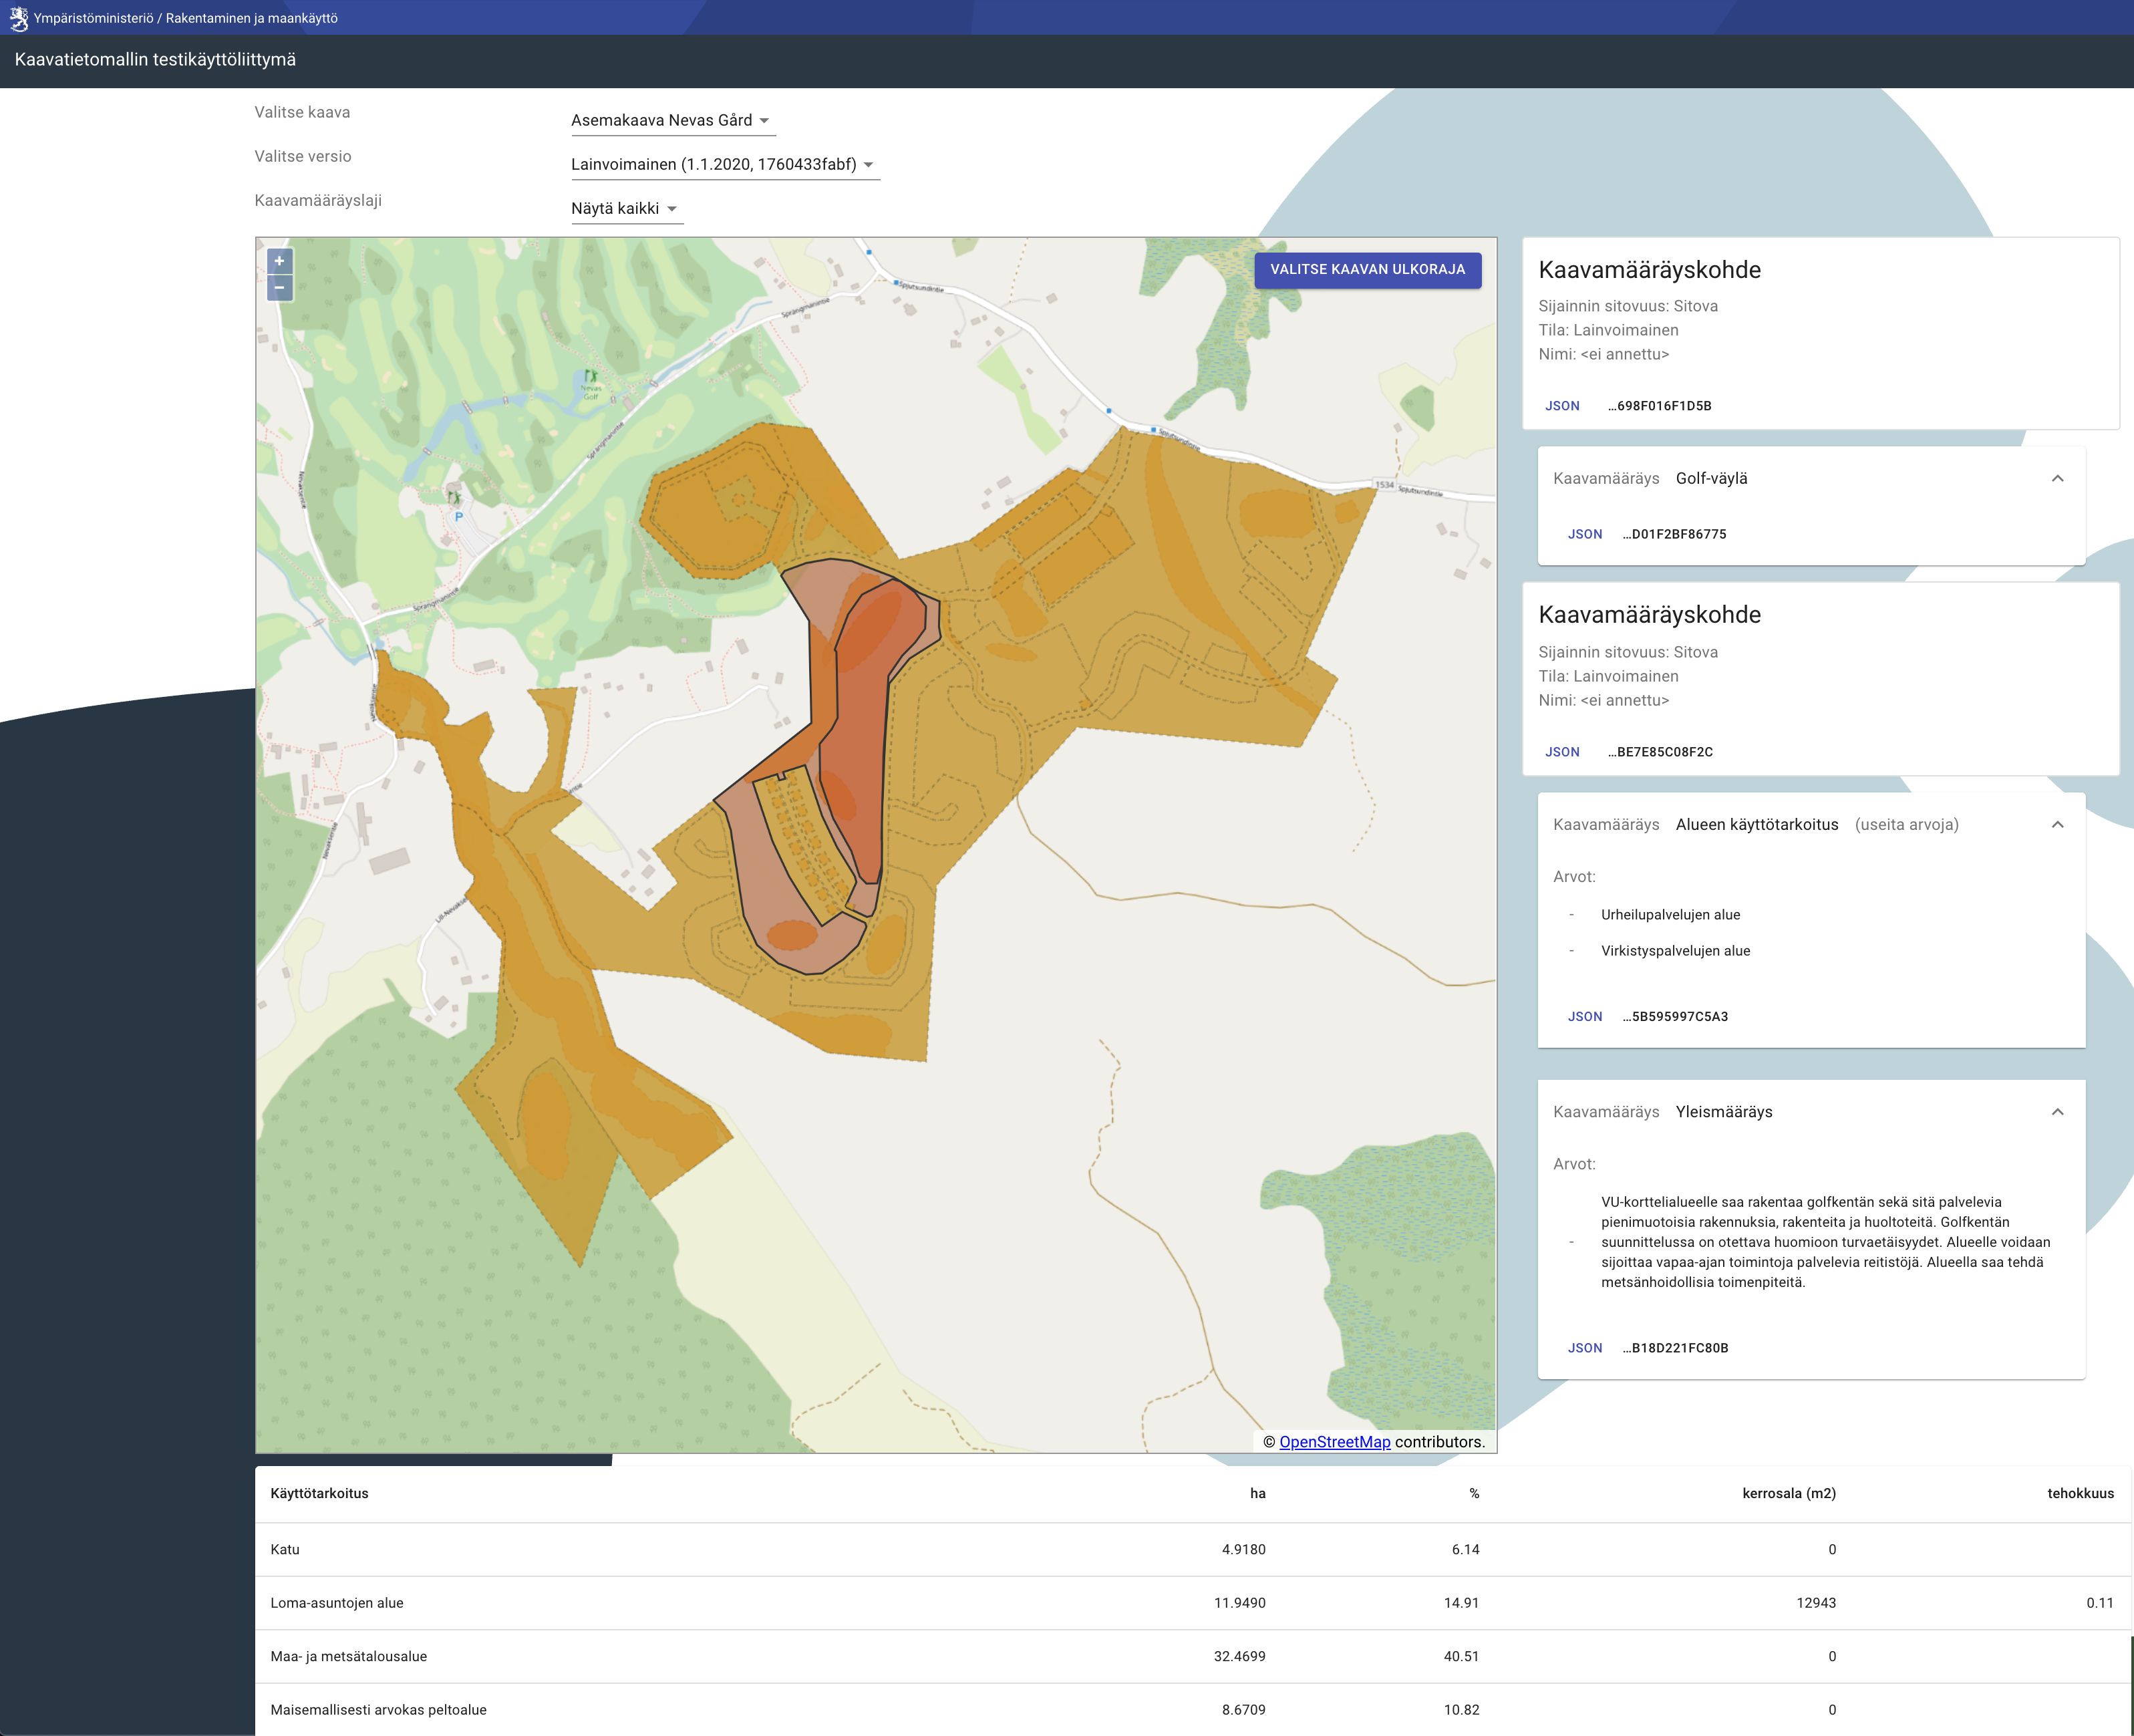 Ympäristöministeriö / Rakentaminen ja maankäyttö
Kaavatietomallin testikäyttöliittymä
Valitse kaava
Asemakaava Nevas Gård
Valitse versio
Lainvoimainen (1.1.2020, 1760433fabf)
Kaavamääräyslaji
Näytä kaikki
+
−
VALITSE KAAVAN ULKORAJA
Spjutsundintie
Sprängmarintie
Nevas
Golf
Sprängmarintie
Spjutsundintie
1534
Spjutsundintie
P
Sprängmarintie
© OpenStreetMap contributors.
Kaavamääräyskohde
Sijainnin sitovuus: Sitova
Tila: Lainvoimainen
Nimi: <ei annettu>
JSON ...698F016F1D5B
Kaavamääräys Golf-väylä
JSON ...D01F2BF86775
Kaavamääräyskohde
Sijainnin sitovuus: Sitova
Tila: Lainvoimainen
Nimi: <ei annettu>
JSON ...BE7E85C08F2C
Kaavamääräys Alueen käyttötarkoitus (useita arvoja)
Arvot:
- Urheilupalvelujen alue
- Virkistyspalvelujen alue
JSON ...5B595997C5A3
Kaavamääräys Yleismääräys
Arvot:
VU-korttelialueelle saa rakentaa golfkentän sekä sitä palvelevia
pienimuotoisia rakennuksia, rakenteita ja huoltoteitä. Golfkentän
- suunnittelussa on otettava huomioon turvaetäisyydet. Alueelle voidaan
sijoittaa vapaa-ajan toimintoja palvelevia reitistöjä. Alueella saa tehdä
metsänhoidollisia toimenpiteitä.
JSON ...B18D221FC80B
Käyttötarkoitus ha % kerrosala (m2) tehokkuus
Katu 4.9180 6.14 0
Loma-asuntojen alue 11.9490 14.91 12943 0.11
Maa- ja metsätalousalue 32.4699 40.51 0
Maisemallisesti arvokas peltoalue 8.6709 10.82 0